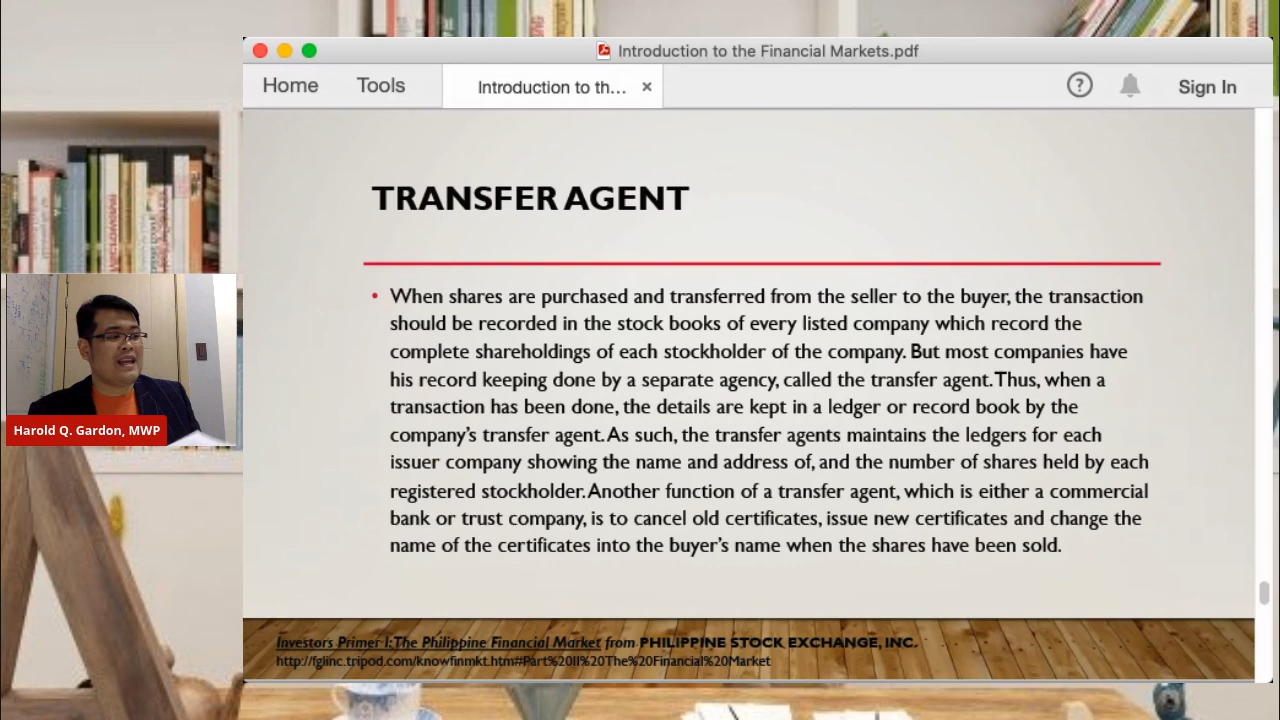 Introduction to the Financial Markets.pdf
Home
Tools
Introduction to th...
×
?
Sign In
TRANSFER AGENT
• When shares are purchased and transferred from the seller to the buyer, the transaction
should be recorded in the stock books of every listed company which record the
complete shareholdings of each stockholder of the company. But most companies have
his record keeping done by a separate agency, called the transfer agent. Thus, when a
transaction has been done, the details are kept in a ledger or record book by the
company's transfer agent. As such, the transfer agents maintains the ledgers for each
issuer company showing the name and address of, and the number of shares held by each
registered stockholder. Another function of a transfer agent, which is either a commercial
bank or trust company, is to cancel old certificates, issue new certificates and change the
name of the certificates into the buyer's name when the shares have been sold.
Harold Q. Gardon, MWP
Investors Primer I: The Philippine Financial Market from PHILIPPINE STOCK EXCHANGE, INC.
http://fglinc.tripod.com/knowfinmkt.htm#Part%20II%20The%20Financial%20Market